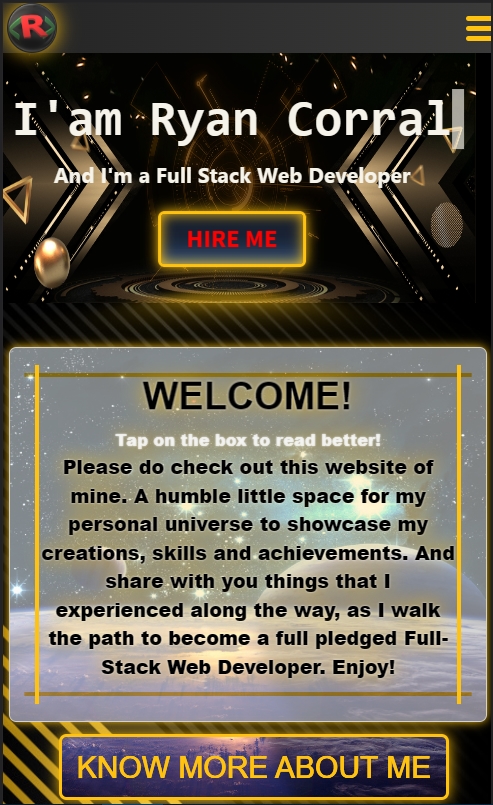 R
I'am Ryan Corral
And I'm a Full Stack Web Developer
HIRE ME
WELCOME!
Tap on the box to read better!
Please do check out this website of
mine. A humble little space for my
personal universe to showcase my
creations, skills and achievements. And
share with you things that I
experienced along the way, as I walk
the path to become a full pledged Full-
Stack Web Developer. Enjoy!
KNOW MORE ABOUT ME